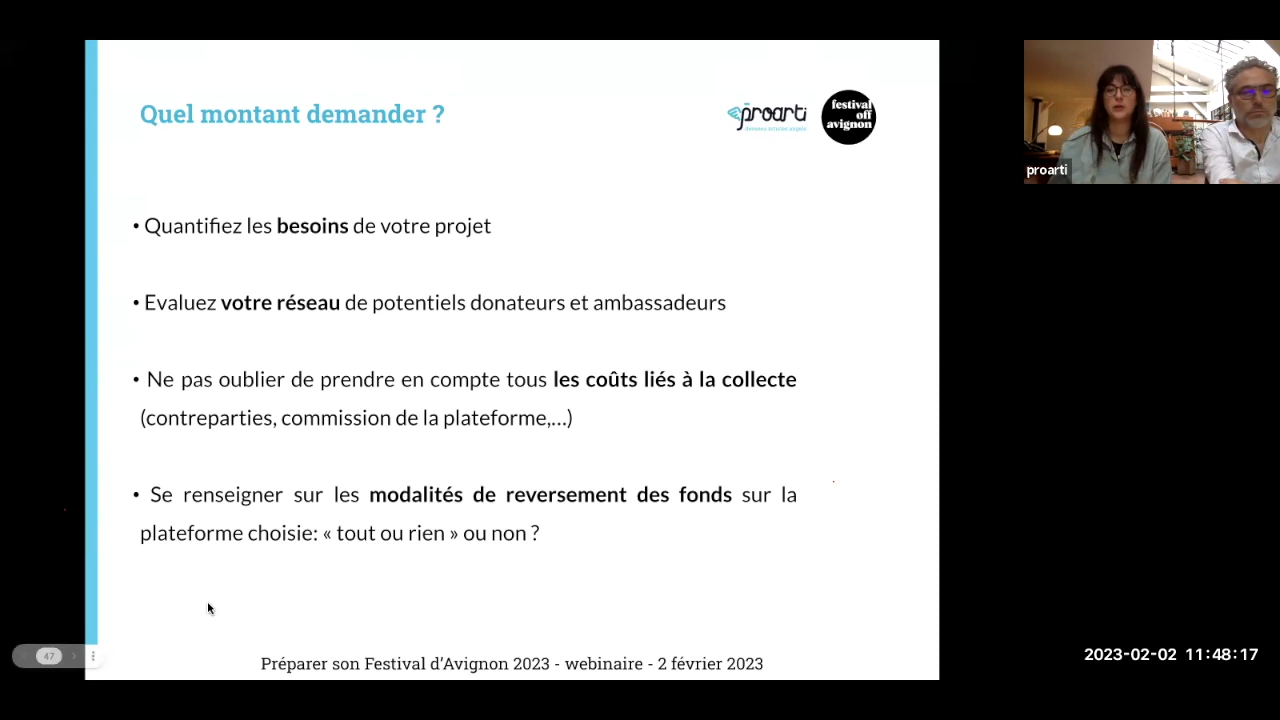 Quel montant demander ?
proarti
festival
off
avignon
proarti
• Quantifiez les besoins de votre projet
• Evaluez votre réseau de potentiels donateurs et ambassadeurs
• Ne pas oublier de prendre en compte tous les coûts liés à la collecte
(contreparties, commission de la plateforme,...)
• Se renseigner sur les modalités de reversement des fonds sur la
plateforme choisie: « tout ou rien » ou non ?
47
Préparer son Festival d'Avignon 2023 - webinaire - 2 février 2023
2023-02-02 11:48:17